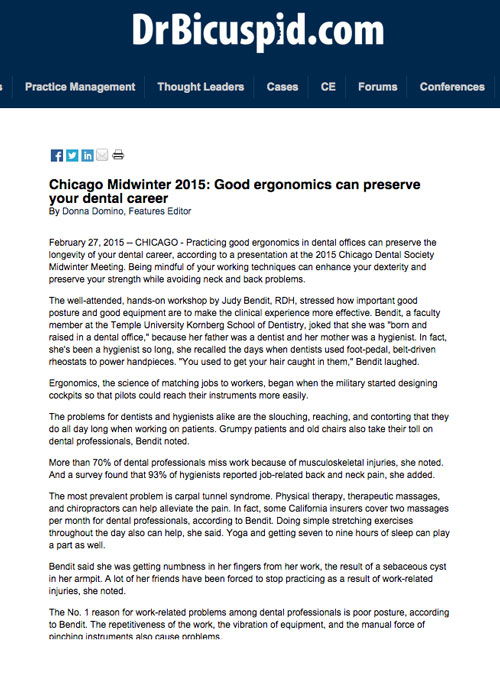 DrBicuspid.com
s Practice Management Thought Leaders Cases CE Forums Conferences
Chicago Midwinter 2015: Good ergonomics can preserve
your dental career
By Donna Domino, Features Editor
February 27, 2015 -- CHICAGO - Practicing good ergonomics in dental offices can preserve the
longevity of your dental career, according to a presentation at the 2015 Chicago Dental Society
Midwinter Meeting. Being mindful of your working techniques can enhance your dexterity and
preserve your strength while avoiding neck and back problems.
The well-attended, hands-on workshop by Judy Bendit, RDH, stressed how important good
posture and good equipment are to make the clinical experience more effective. Bendit, a faculty
member at the Temple University Kornberg School of Dentistry, joked that she was "born and
raised in a dental office," because her father was a dentist and her mother was a hygienist. In fact,
she's been a hygienist so long, she recalled the days when dentists used foot-pedal, belt-driven
rheostats to power handpieces. "You used to get your hair caught in them," Bendit laughed.
Ergonomics, the science of matching jobs to workers, began when the military started designing
cockpits so that pilots could reach their instruments more easily.
The problems for dentists and hygienists alike are the slouching, reaching, and contorting that they
do all day long when working on patients. Grumpy patients and old chairs also take their toll on
dental professionals, Bendit noted.
More than 70% of dental professionals miss work because of musculoskeletal injuries, she noted.
And a survey found that 93% of hygienists reported job-related back and neck pain, she added.
The most prevalent problem is carpal tunnel syndrome. Physical therapy, therapeutic massages,
and chiropractors can help alleviate the pain. In fact, some California insurers cover two massages
per month for dental professionals, according to Bendit. Doing simple stretching exercises
throughout the day also can help, she said. Yoga and getting seven to nine hours of sleep can play
a part as well.
Bendit said she was getting numbness in her fingers from her work, the result of a sebaceous cyst
in her armpit. A lot of her friends have been forced to stop practicing as a result of work-related
injuries, she noted.
The No. 1 reason for work-related problems among dental professionals is poor posture, according
to Bendit. The repetitiveness of the work, the vibration of equipment, and the manual force of
pinching instruments also cause problems.